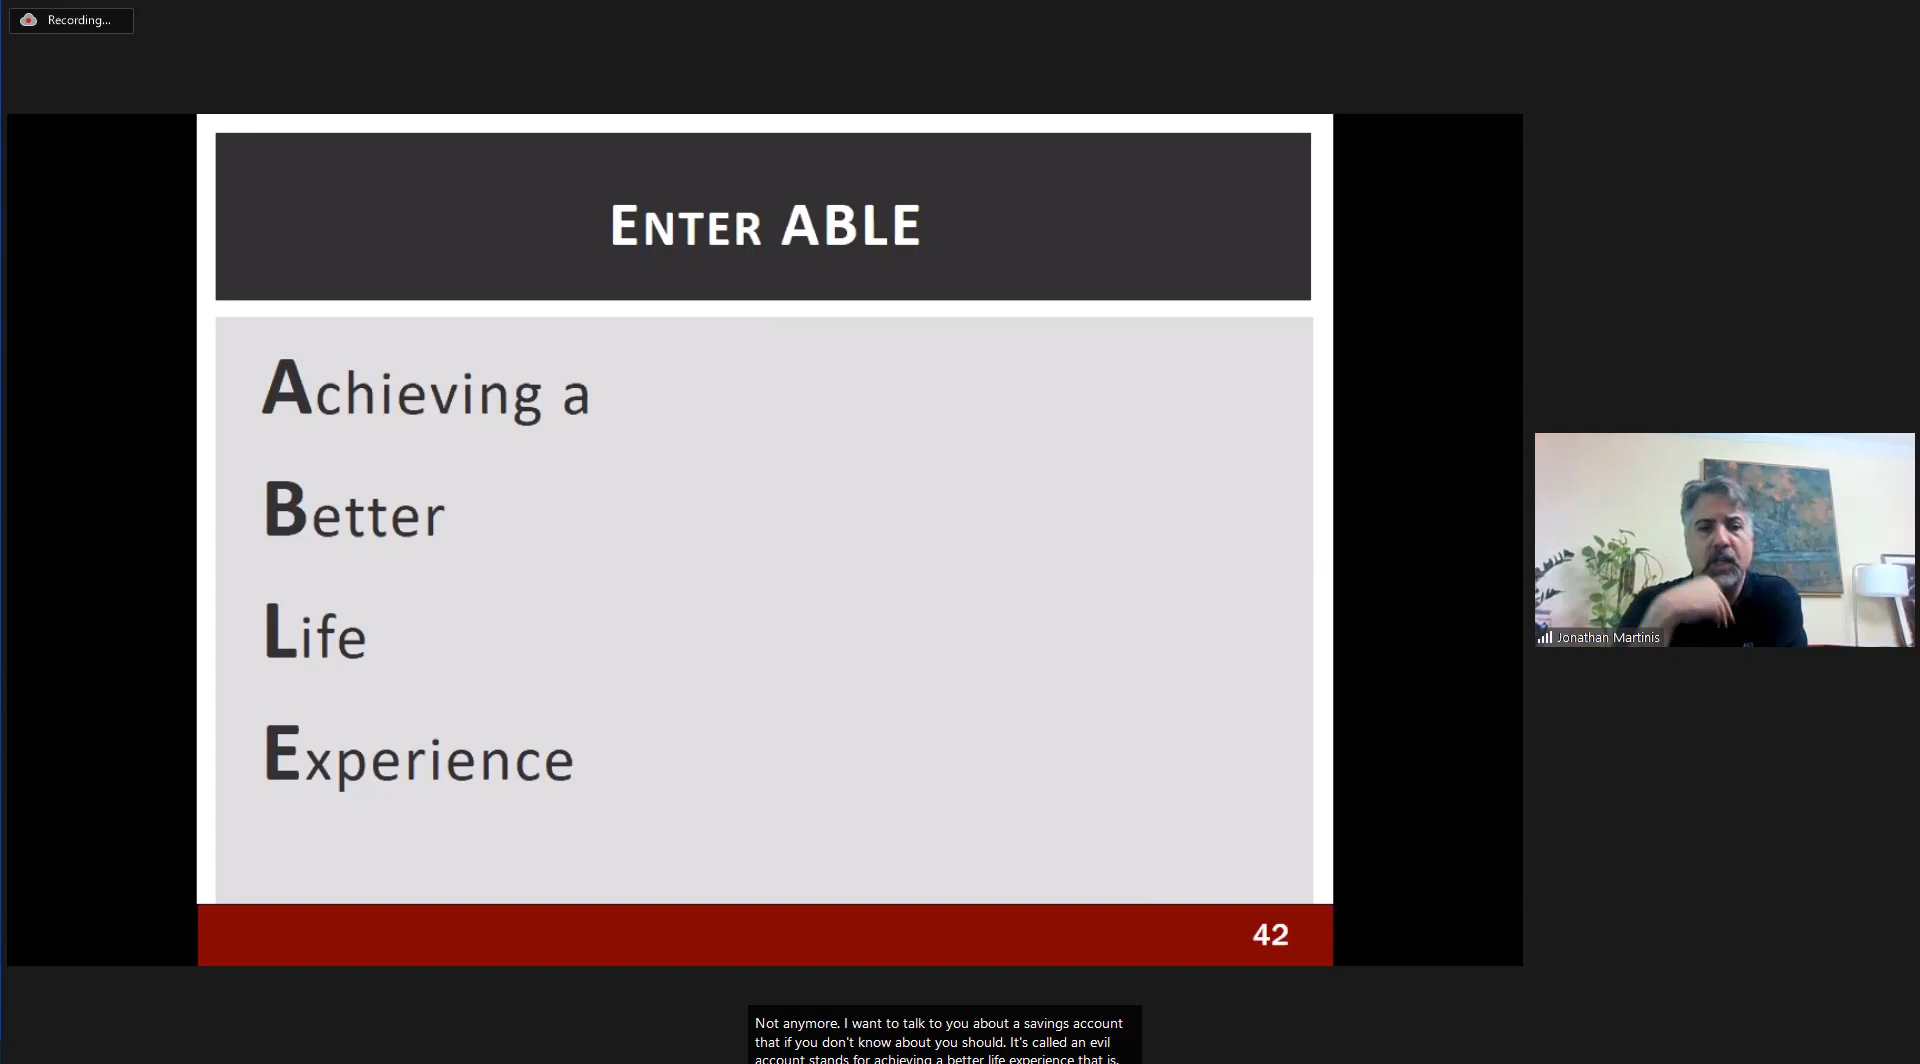 Recording...
ENTER ABLE
Achieving a
Better
Life
Experience
42
Jonathan Martinis
Not anymore. I want to talk to you about a savings account
that if you don't know about you should. It's called an evil
account stands for achieving a better life experience that is.